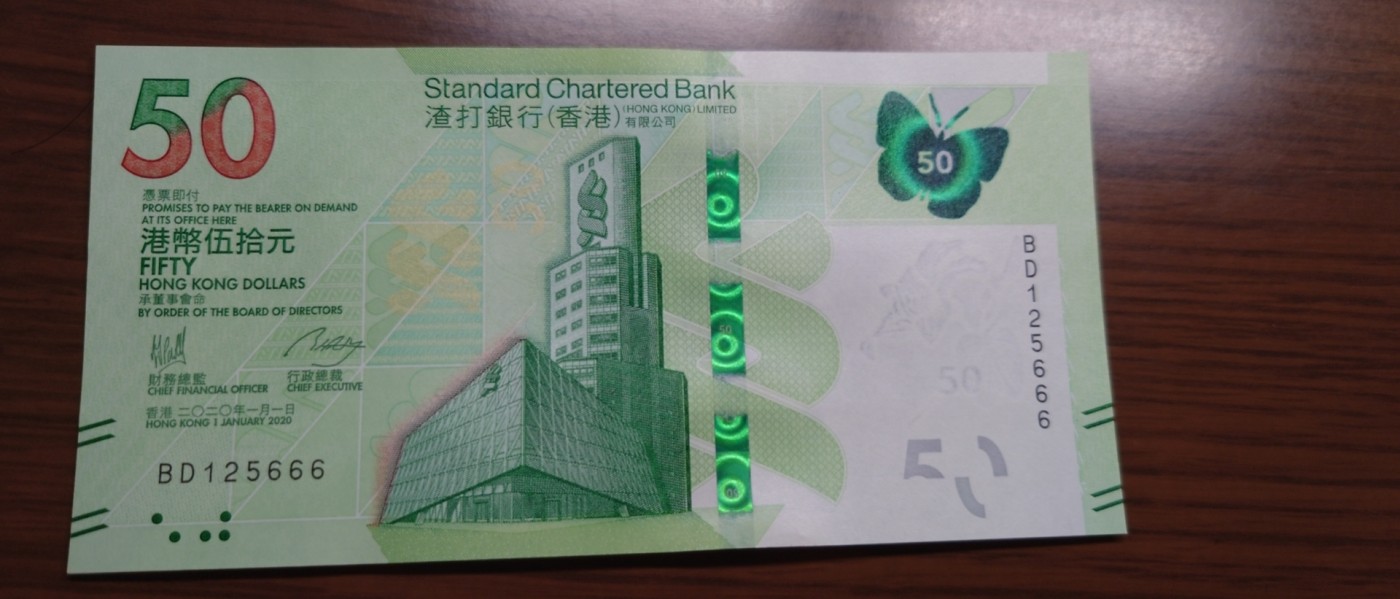 50
Standard Chartered Bank
渣打銀行(香港) (HONG KONG) LIMITED 有限公司
憑票即付
PROMISES TO PAY THE BEARER ON DEMAND
AT ITS OFFICE HERE
港幣伍拾元
FIFTY
HONG KONG DOLLARS
承董事會命
BY ORDER OF THE BOARD OF DIRECTORS
財務總監
CHIEF FINANCIAL OFFICER
行政總裁
CHIEF EXECUTIVE
香港 二〇二〇年一月一日
HONG KONG 1 JANUARY 2020
BD125666
50
50
BD125666
50
50